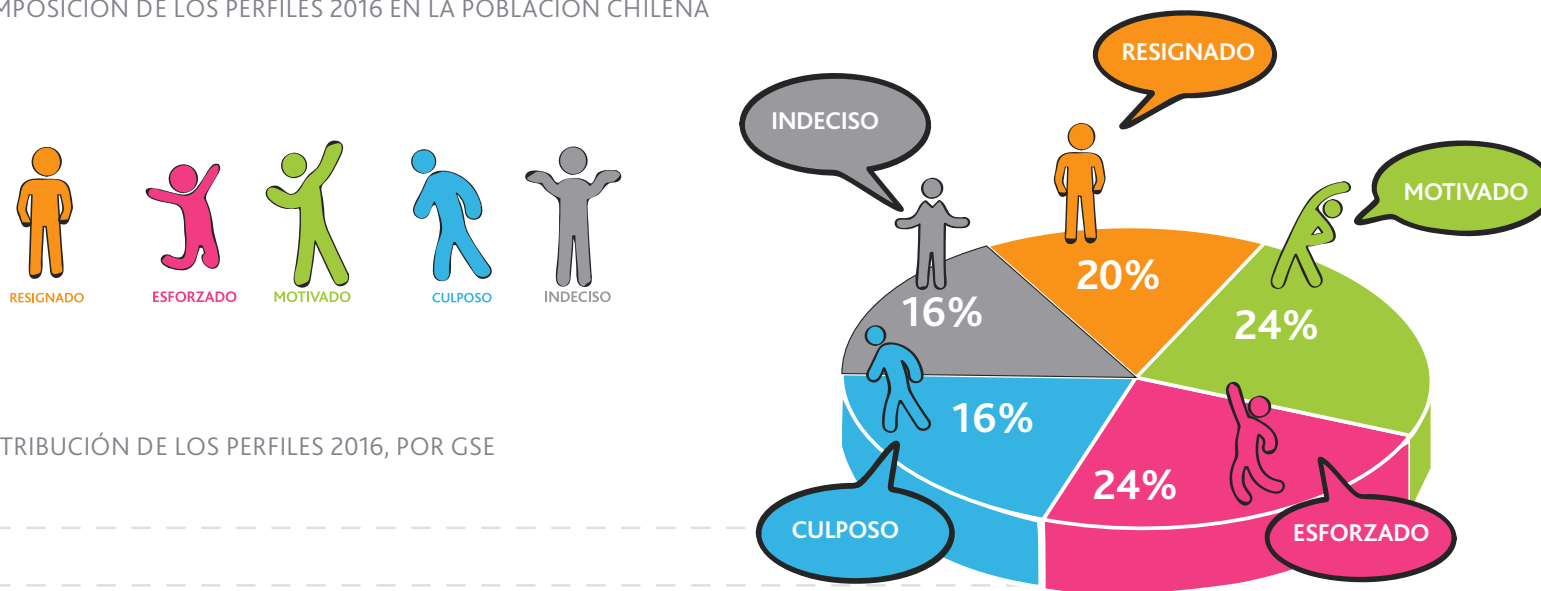 MPOSICIÓN DE LOS PERFILES 2016 EN LA POBLACIÓN CHILENA
RESIGNADO
INDECISO
MOTIVADO
RESIGNADO
ESFORZADO
MOTIVADO
CULPOSO
INDECISO
20%
16%
24%
16%
24%
TRIBUCIÓN DE LOS PERFILES 2016, POR GSE
CULPOSO
ESFORZADO